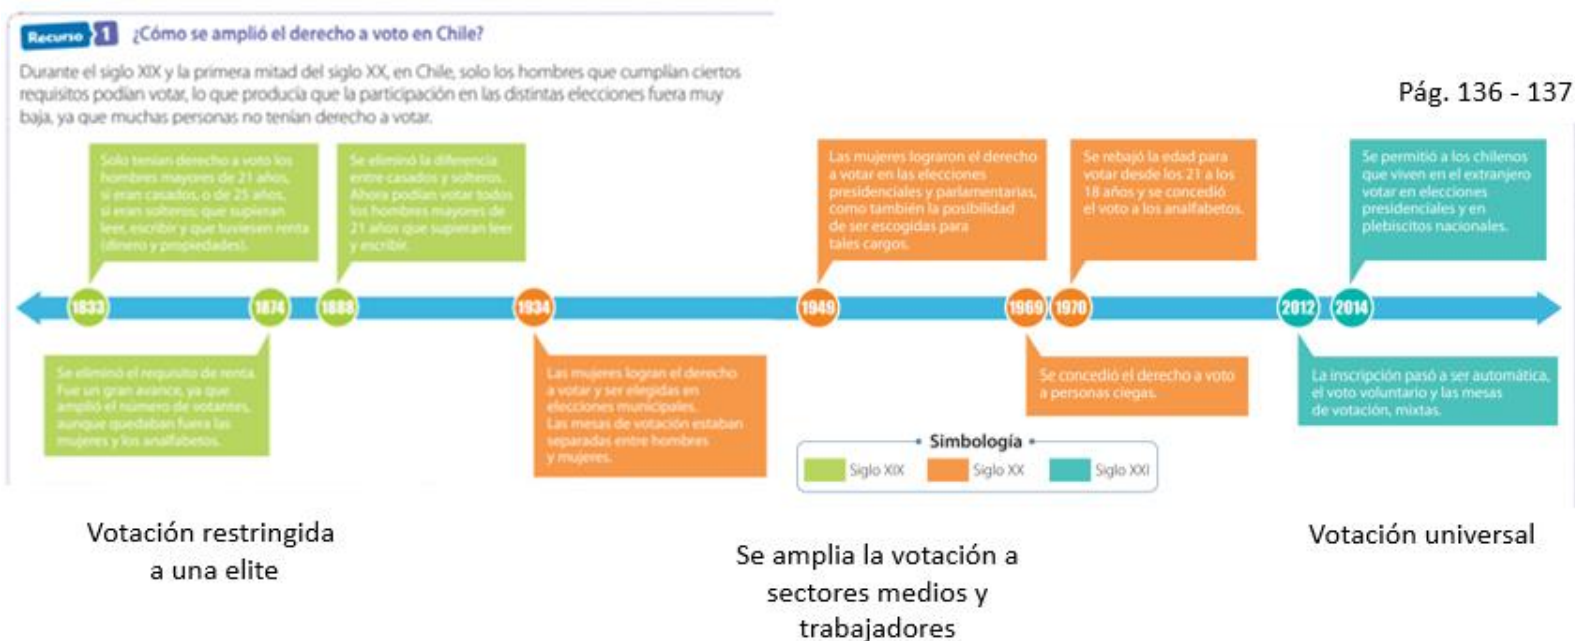 Recurso 1 ¿Cómo se amplió el derecho a voto en Chile?
Durante el siglo XIX y la primera mitad del siglo XX, en Chile, solo los hombres que cumplían ciertos
requisitos podían votar, lo que producía que la participación en las distintas elecciones fuera muy
baja, ya que muchas personas no tenían derecho a votar.
Pág. 136 - 137
Solo tenían derecho a voto los
hombres mayores de 21 años,
si eran casados, o de 25 años,
si eran solteros; que supieran
leer, escribir y que tuviesen renta
(dinero y propiedades).
Se eliminó la diferencia
entre casados y solteros.
Ahora podían votar todos
los hombres mayores de
21 años que supieran leer
y escribir.
Las mujeres lograron el derecho
a votar en las elecciones
presidenciales y parlamentarias,
como también la posibilidad
de ser escogidas para
tales cargos.
Se rebajó la edad para
votar desde los 21 a los
18 años y se concedió
el voto a los analfabetos.
Se permitió a los chilenos
que viven en el extranjero
votar en elecciones
presidenciales y en
plebiscitos nacionales.
1833
1874
1888
1934
1949
1969
1970
2012
2014
Se eliminó el requisito de renta.
Fue un gran avance, ya que
amplió el número de votantes,
aunque quedaban fuera las
mujeres y los analfabetos.
Las mujeres logran el derecho
a votar y ser elegidas en
elecciones municipales.
Las mesas de votación estaban
separadas entre hombres
y mujeres.
Se concedió el derecho a voto
a personas ciegas.
La inscripción pasó a ser automática,
el voto voluntario y las mesas
de votación, mixtas.
Simbología
Siglo XIX
Siglo XX
Siglo XXI
Votación restringida
a una elite
Se amplia la votación a
sectores medios y
trabajadores
Votación universal